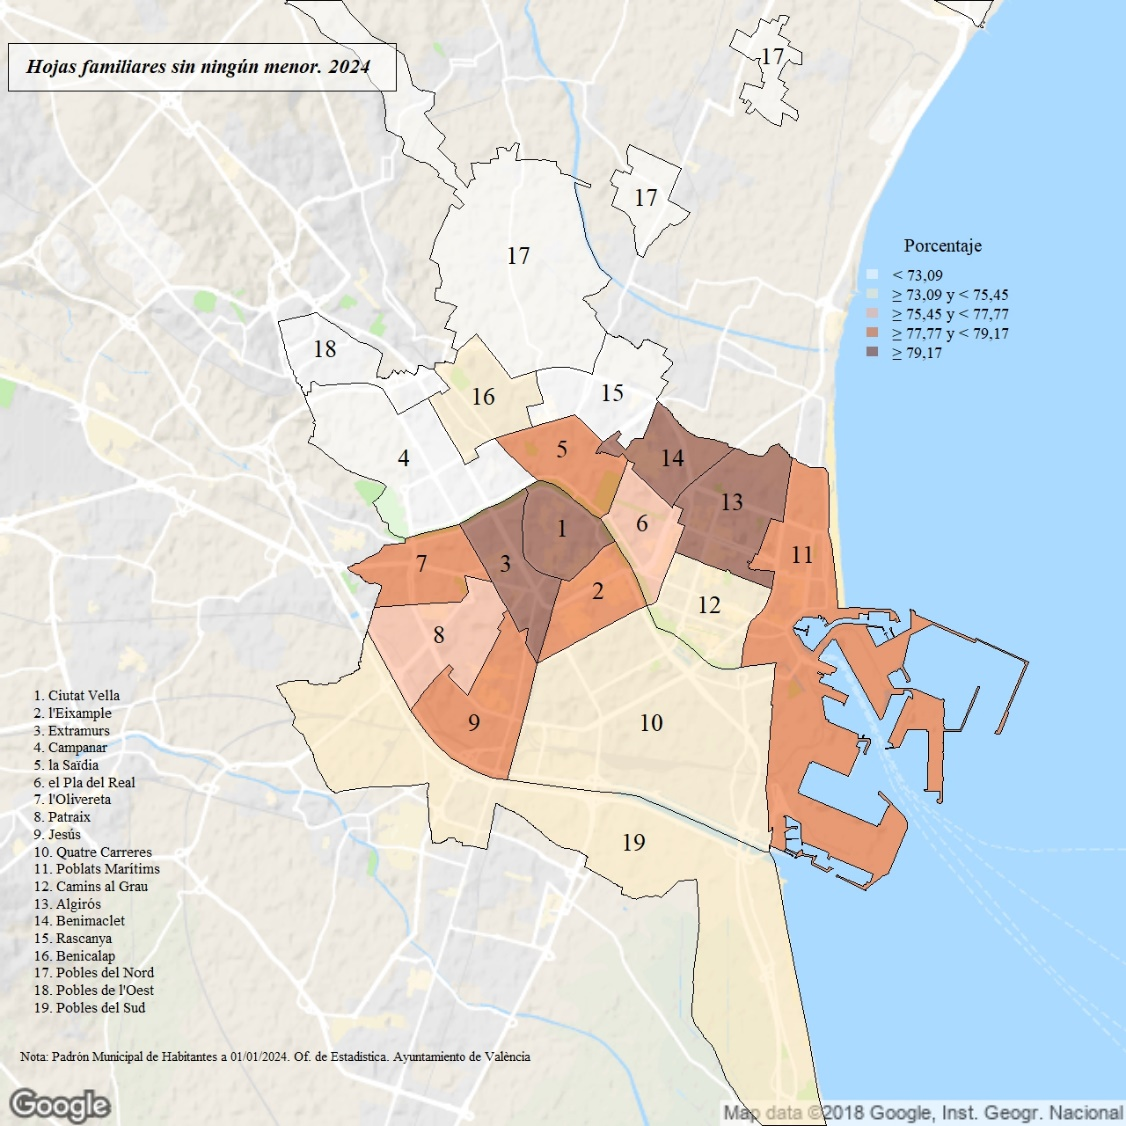 Hojas familiares sin ningún menor. 2024
17
17
17
Porcentaje
< 73,09
≥ 73,09 y < 75,45
≥ 75,45 y < 77,77
≥ 77,77 y < 79,17
≥ 79,17
18
16
15
4
5
14
13
6
1
11
7
3
2
12
8
9
10
19
1. Ciutat Vella
2. l'Eixample
3. Extramurs
4. Campanar
5. la Saïdia
6. el Pla del Real
7. l'Olivereta
8. Patraix
9. Jesús
10. Quatre Carreres
11. Poblats Marítims
12. Camins al Grau
13. Algirós
14. Benimaclet
15. Rascanya
16. Benicalap
17. Pobles del Nord
18. Pobles de l'Oest
19. Pobles del Sud
Nota: Padrón Municipal de Habitantes a 01/01/2024. Of. de Estadística. Ayuntamiento de València
Google
Map data ©2018 Google, Inst. Geogr. Nacional